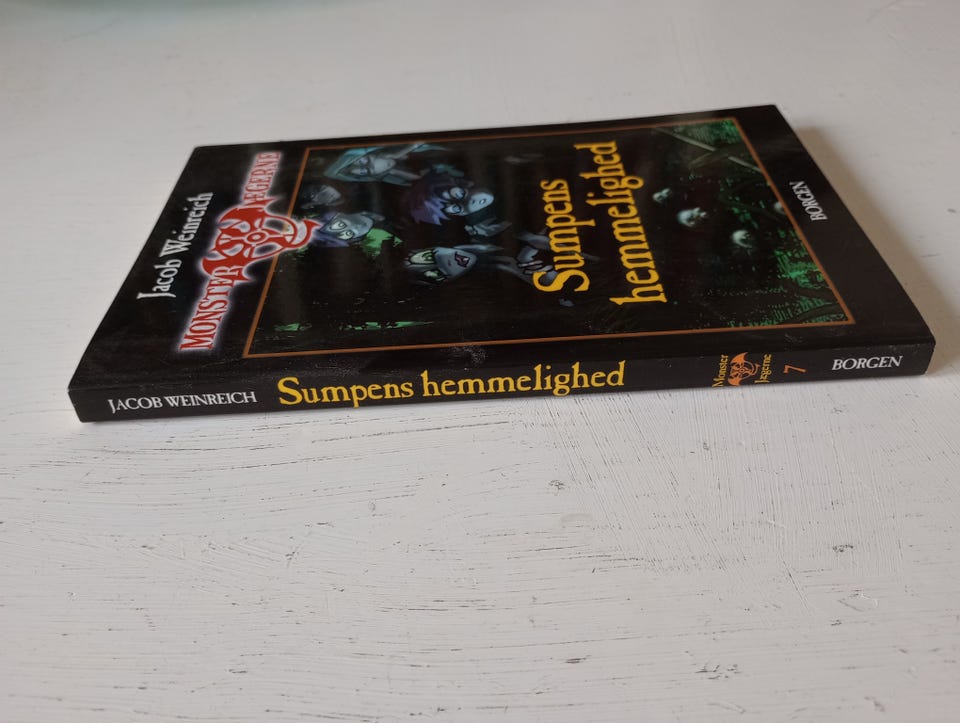 Jacob Weinreich
MONSTER JÆGERNE
Sumpens
hemmelighed
BORGEN
JACOB WEINREICH
Sumpens hemmelighed
Monster
Jægerne
7
BORGEN